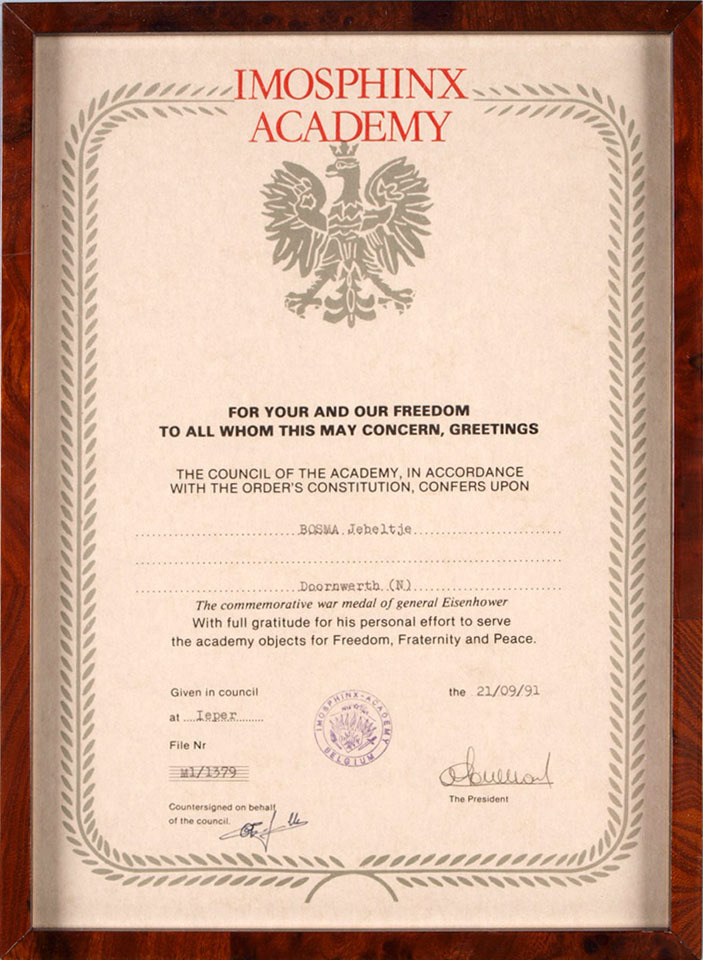 IMOSPHINX
ACADEMY
FOR YOUR AND OUR FREEDOM
TO ALL WHOM THIS MAY CONCERN, GREETINGS
THE COUNCIL OF THE ACADEMY, IN ACCORDANCE
WITH THE ORDER'S CONSTITUTION, CONFERS UPON
BOSMA Jebeltje
Doornwerth (N)
The commemorative war medal of general Eisenhower
With full gratitude for his personal effort to serve
the academy objects for Freedom, Fraternity and Peace.
Given in council
the 21/09/91
at Ieper
IMOSPHINX-ACADEMY
BELGIUM
File Nr
M1/1379
The President
Countersigned on behalf
of the council.